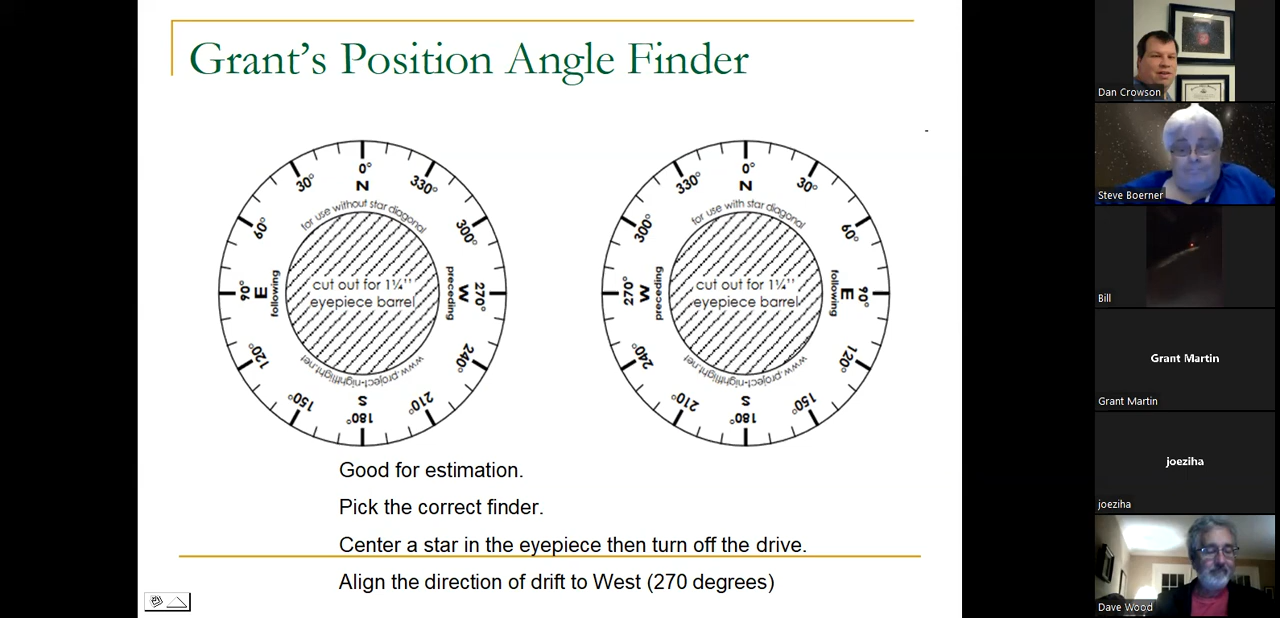 Grant's Position Angle Finder
0°
N
330°
300°
270°
W
preceding
240°
210°
180°
S
150°
120°
90°
E
following
60°
30°
for use without star diagonal
cut out for 1¼''
eyepiece barrel
www.project-nightflight.net
0°
N
30°
60°
90°
E
following
120°
150°
180°
S
210°
240°
270°
W
preceding
300°
330°
for use with star diagonal
cut out for 1¼''
eyepiece barrel
www.project-nightflight.net
Good for estimation.
Pick the correct finder.
Center a star in the eyepiece then turn off the drive.
Align the direction of drift to West (270 degrees)
Dan Crowson
Steve Boerner
Bill
Grant Martin
Grant Martin
joeziha
joeziha
Dave Wood